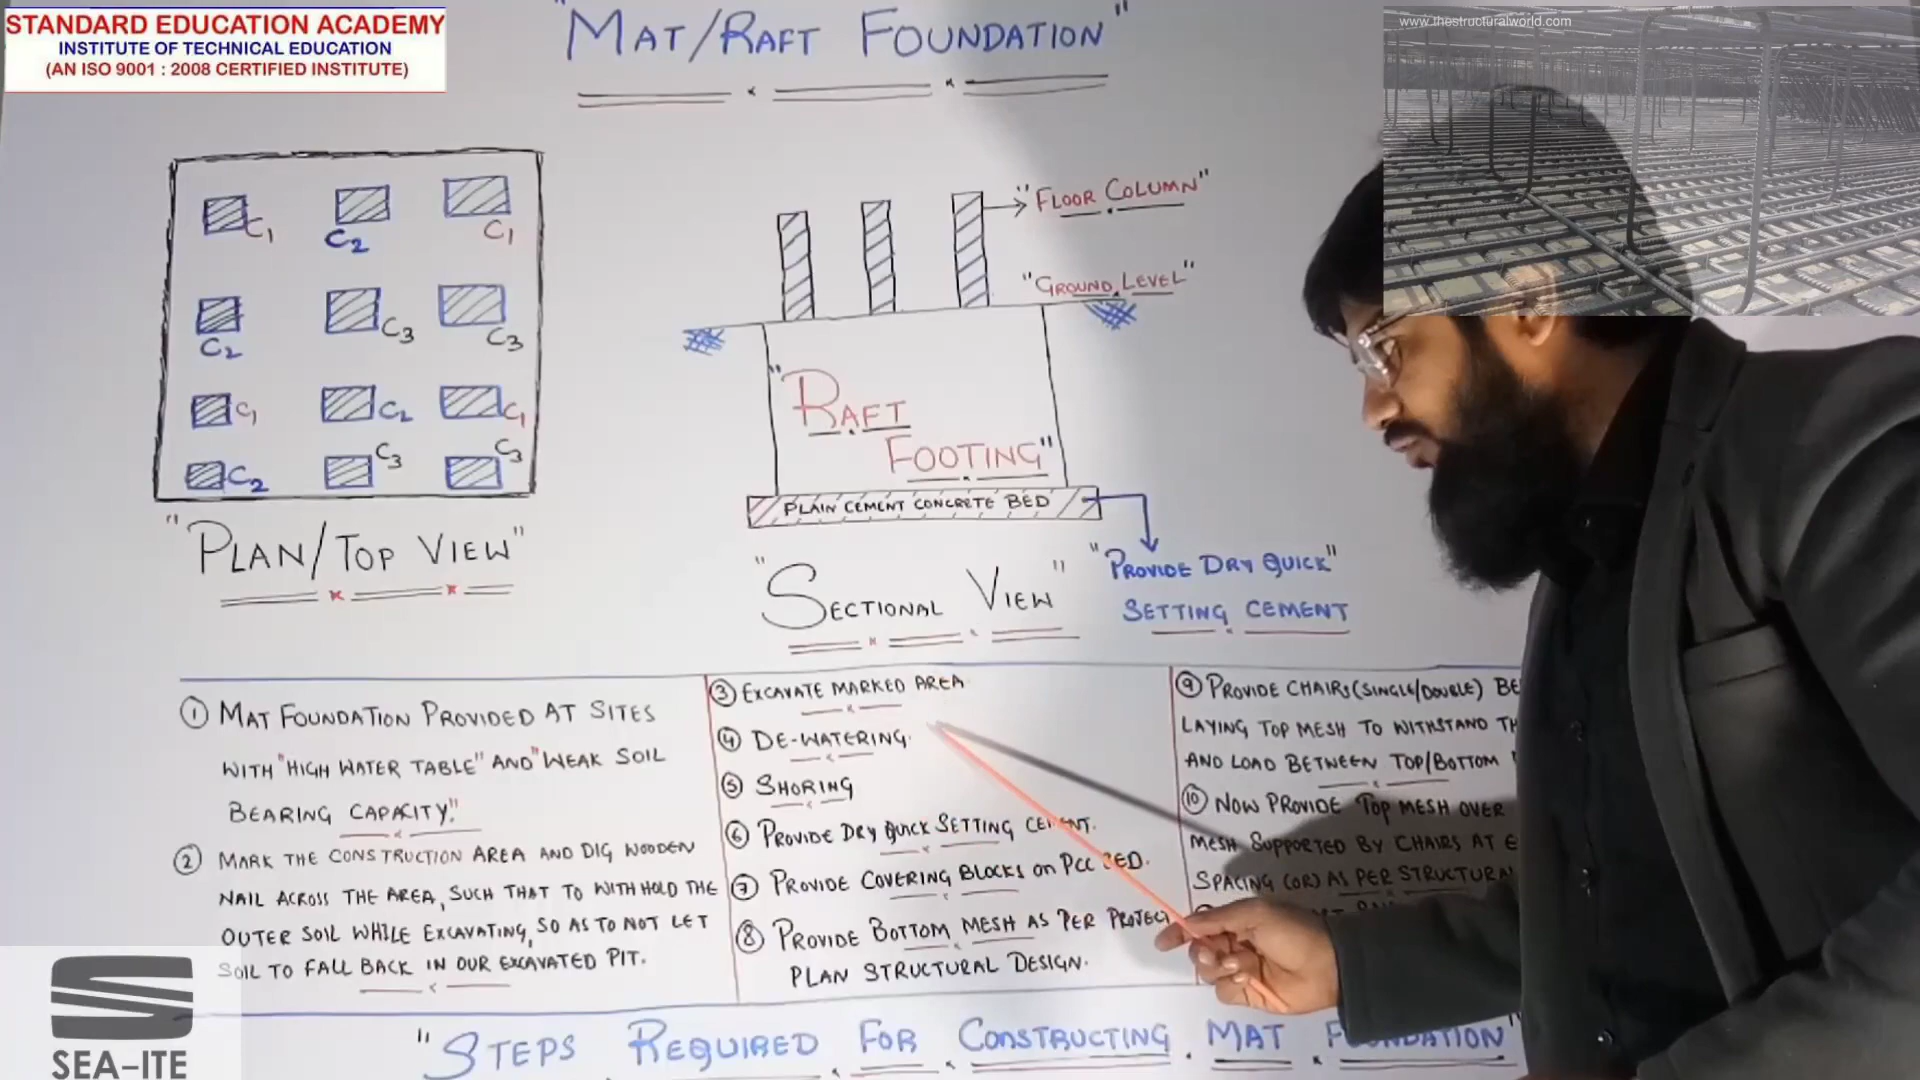 STANDARD EDUCATION ACADEMY
INSTITUTE OF TECHNICAL EDUCATION
(AN ISO 9001 : 2008 CERTIFIED INSTITUTE)
"MAT/RAFT FOUNDATION"
www.thestructuralworld.com
C1 C2 C1
C2 C3 C3
C1 C2 C1
C2 C3 C3
"PLAN/TOP VIEW"
"FLOOR COLUMN"
"GROUND LEVEL"
"RAFT
FOOTING"
PLAIN CEMENT CONCRETE BED
"SECTIONAL VIEW"
"PROVIDE DRY QUICK"
SETTING CEMENT
① MAT FOUNDATION PROVIDED AT SITES
WITH "HIGH WATER TABLE" AND "WEAK SOIL
BEARING CAPACITY."
② MARK THE CONSTRUCTION AREA AND DIG WOODEN
NAIL ACROSS THE AREA, SUCH THAT TO WITHHOLD THE
OUTER SOIL WHILE EXCAVATING, SO AS TO NOT LET
SOIL TO FALL BACK IN OUR EXCAVATED PIT.
③ EXCAVATE MARKED AREA.
④ DE-WATERING.
⑤ SHORING
⑥ PROVIDE DRY QUICK SETTING CEMENT.
⑦ PROVIDE COVERING BLOCKS ON PCC BED.
⑧ PROVIDE BOTTOM MESH AS PER PROJECT
PLAN STRUCTURAL DESIGN.
⑨ PROVIDE CHAIRS (SINGLE/DOUBLE) BE
LAYING TOP MESH TO WITHSTAND TH
AND LOAD BETWEEN TOP/BOTTOM
⑩ NOW PROVIDE TOP MESH OVER
MESH SUPPORTED BY CHAIRS AT E
SPACING (OR) AS PER STRUCTURAL
"STEPS REQUIRED FOR CONSTRUCTING MAT FOUNDATION"
SEA-ITE